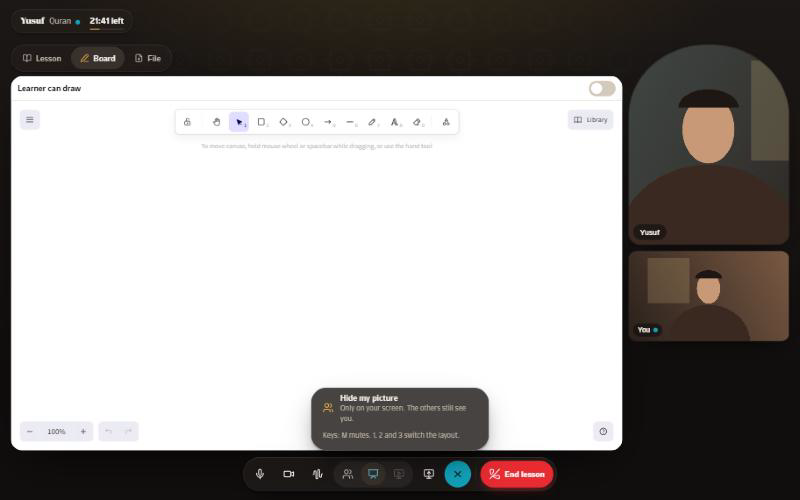 Yusuf Quran 21:41 left
Lesson Board File
Learner can draw
Library
To move canvas, hold mouse wheel or spacebar while dragging, or use the hand tool
Yusuf
You
Hide my picture
Only on your screen. The others still see
you.
Keys: M mutes. 1, 2 and 3 switch the layout.
100%
End lesson